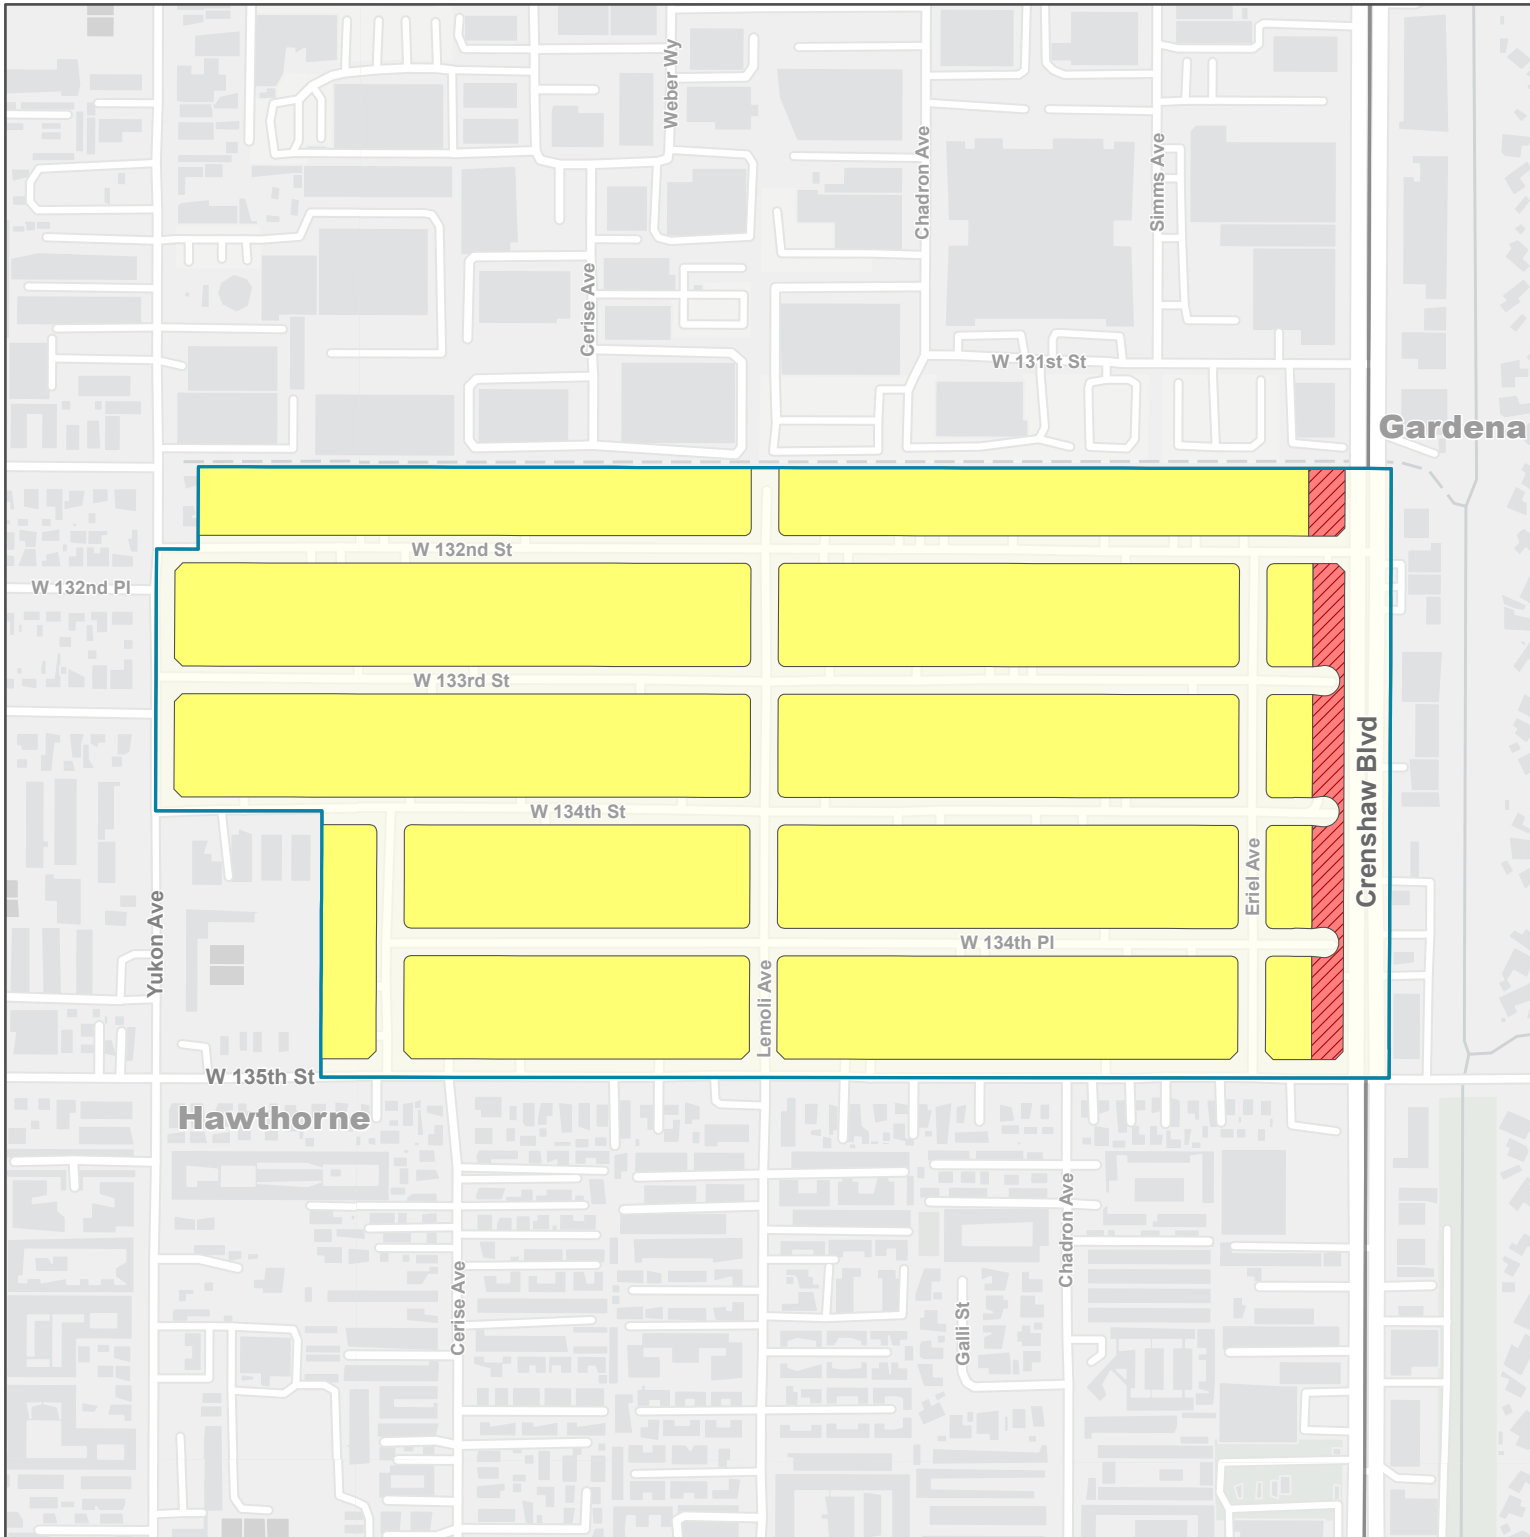 Weber Wy
Chadron Ave
Simms Ave
Cerise Ave
W 131st St
Gardena
W 132nd St
W 132nd Pl
W 133rd St
Crenshaw Blvd
W 134th St
Eriel Ave
Yukon Ave
W 134th Pl
Lemoli Ave
W 135th St
Hawthorne
Chadron Ave
Cerise Ave
Galli St